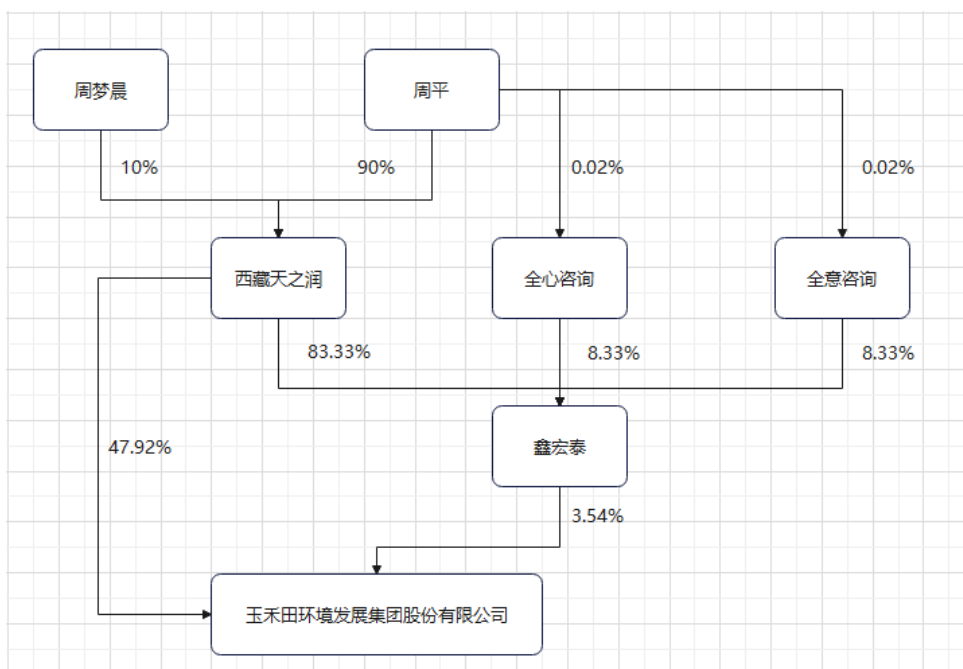 周梦晨
周平
10%
90%
0.02%
0.02%
西藏天之润
全心咨询
全意咨询
83.33%
8.33%
8.33%
47.92%
鑫宏泰
3.54%
玉禾田环境发展集团股份有限公司